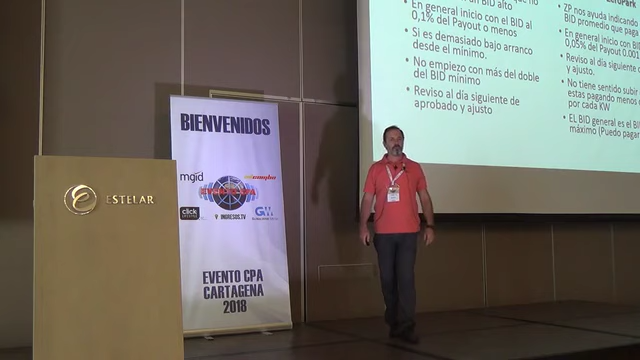 ESTELAR
BIENVENIDOS
mgid
click
INGRESOS.TV
EVENTO CPA
CARTAGENA
2018
BID alto
En general inicio con el BID al
0,1% del Payout o menos
Si es demasiado bajo arranco
desde el mínimo.
No empiezo con más del doble
del BID mínimo
Reviso al día siguiente de
aprobado y ajusto
ZP nos ayuda indicando
BID promedio que paga
En general inicio con
0,05% del Payout 0.001
Reviso al día siguiente
y ajusto.
No tiene sentido subir
estas pagando menos
por cada KW
EL BID general es el BI
máximo (Puedo pagar